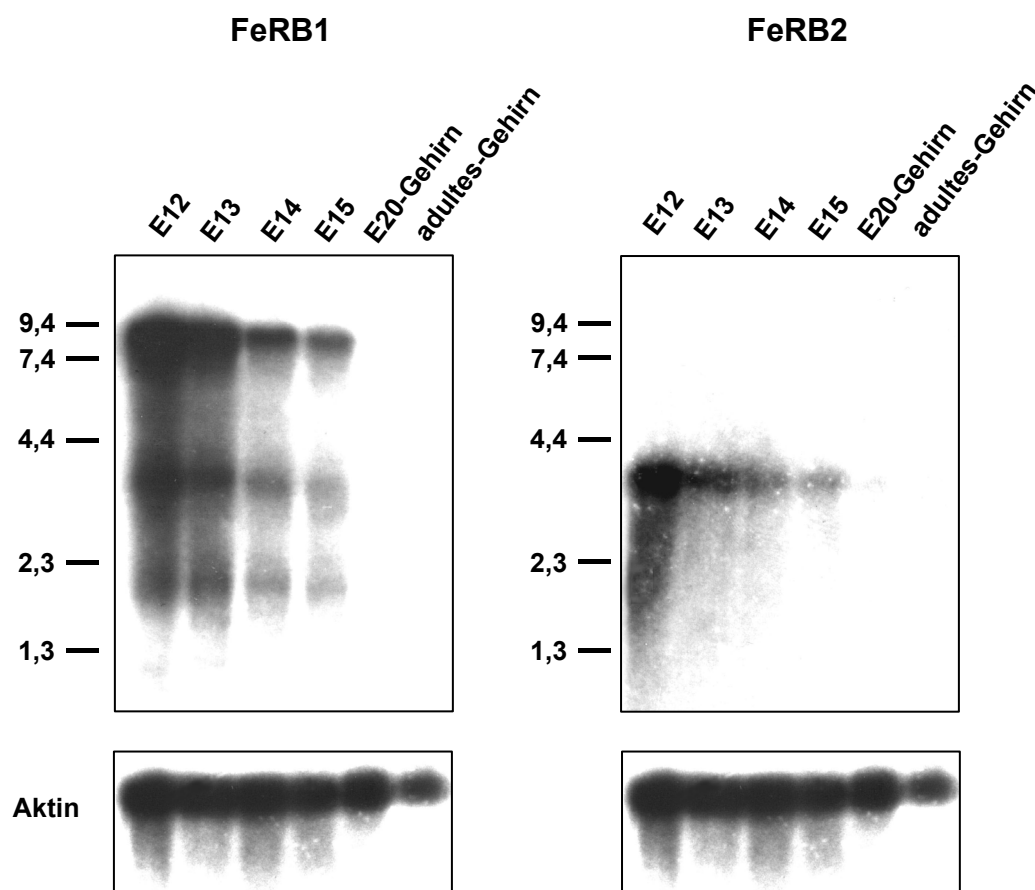 FeRB1
FeRB2
E12
E13
E14
E15
E20-Gehirn
adultes-Gehirn
E12
E13
E14
E15
E20-Gehirn
adultes-Gehirn
9,4
7,4
4,4
2,3
1,3
9,4
7,4
4,4
2,3
1,3
Aktin